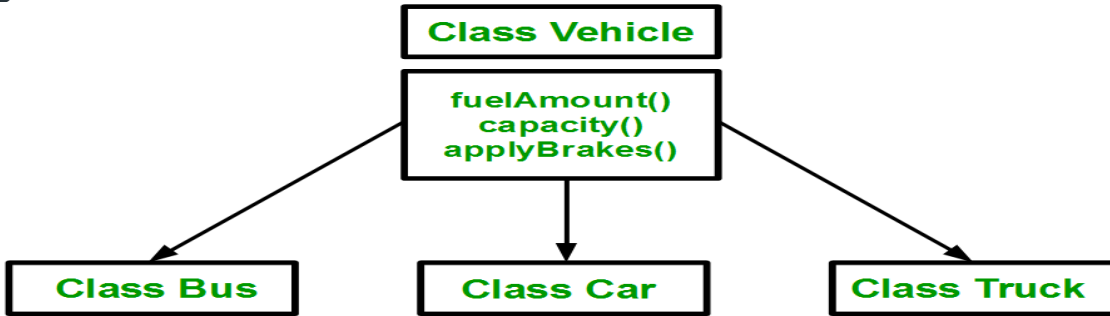 Class Vehicle
fuelAmount()
capacity()
applyBrakes()
Class Bus
Class Car
Class Truck